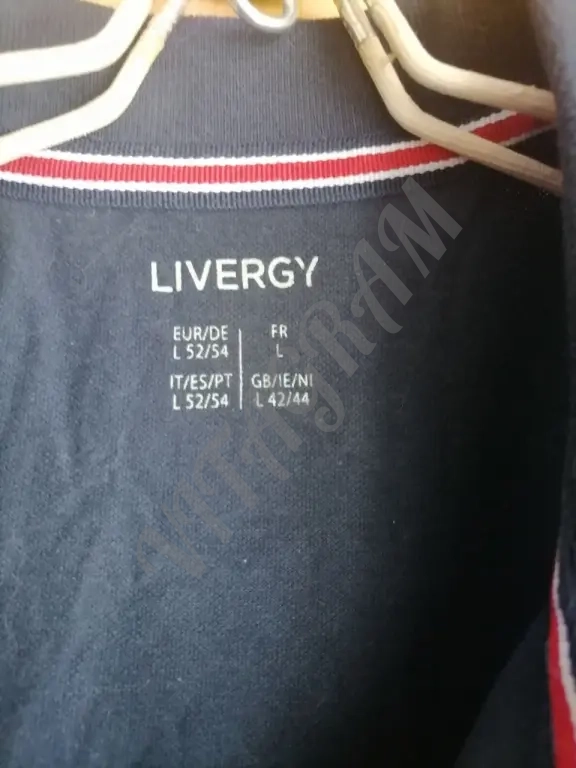 LIVERGY
EUR/DE FR
L 52/54 L
IT/ES/PT GB/IE/NI
L 52/54 L 42/44